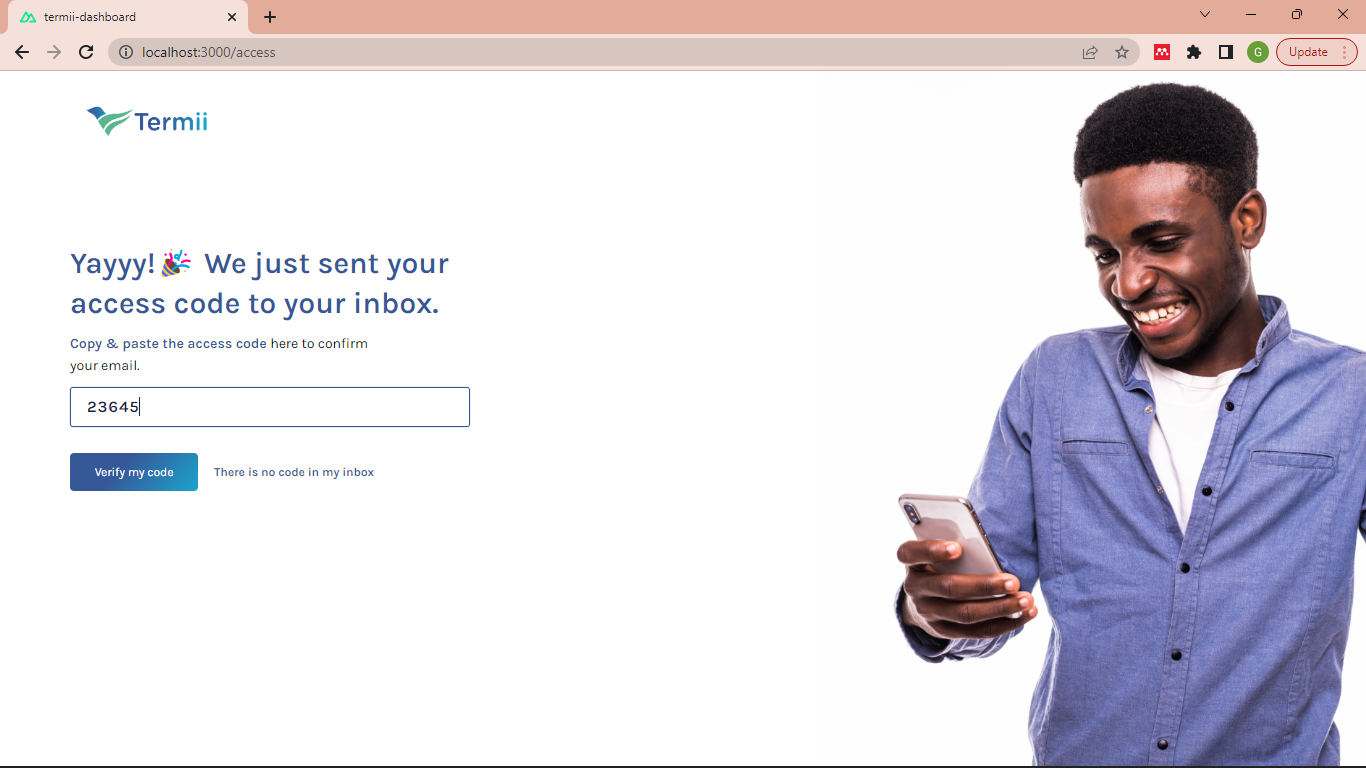 termii-dashboard
localhost:3000/access
G
Update
Termii
Yayyy! 🎉 We just sent your
access code to your inbox.
Copy & paste the access code here to confirm
your email.
23645
Verify my code
There is no code in my inbox